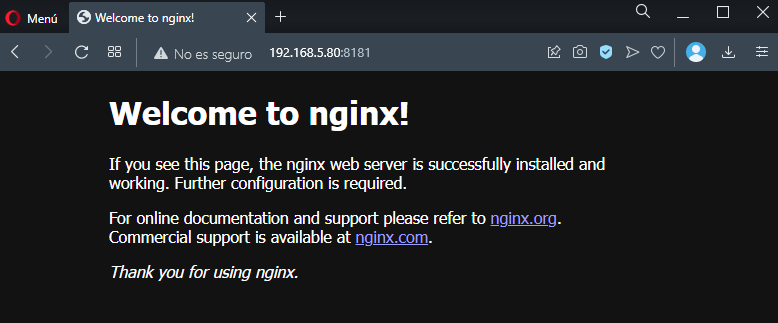 Menú
Welcome to nginx!
No es seguro
192.168.5.80:8181
Welcome to nginx!
If you see this page, the nginx web server is successfully installed and
working. Further configuration is required.
For online documentation and support please refer to nginx.org.
Commercial support is available at nginx.com.
Thank you for using nginx.